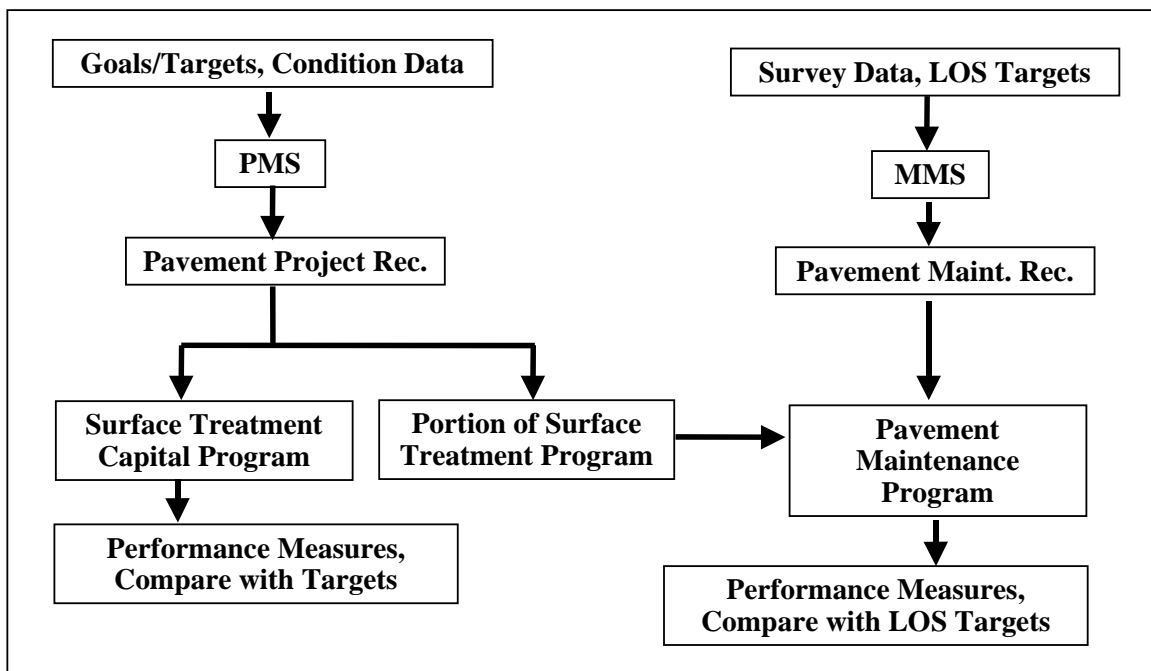 Goals/Targets, Condition Data
PMS
Pavement Project Rec.
Surface Treatment
Capital Program
Performance Measures,
Compare with Targets
Portion of Surface
Treatment Program
Survey Data, LOS Targets
MMS
Pavement Maint. Rec.
Pavement
Maintenance
Program
Performance Measures,
Compare with LOS Targets